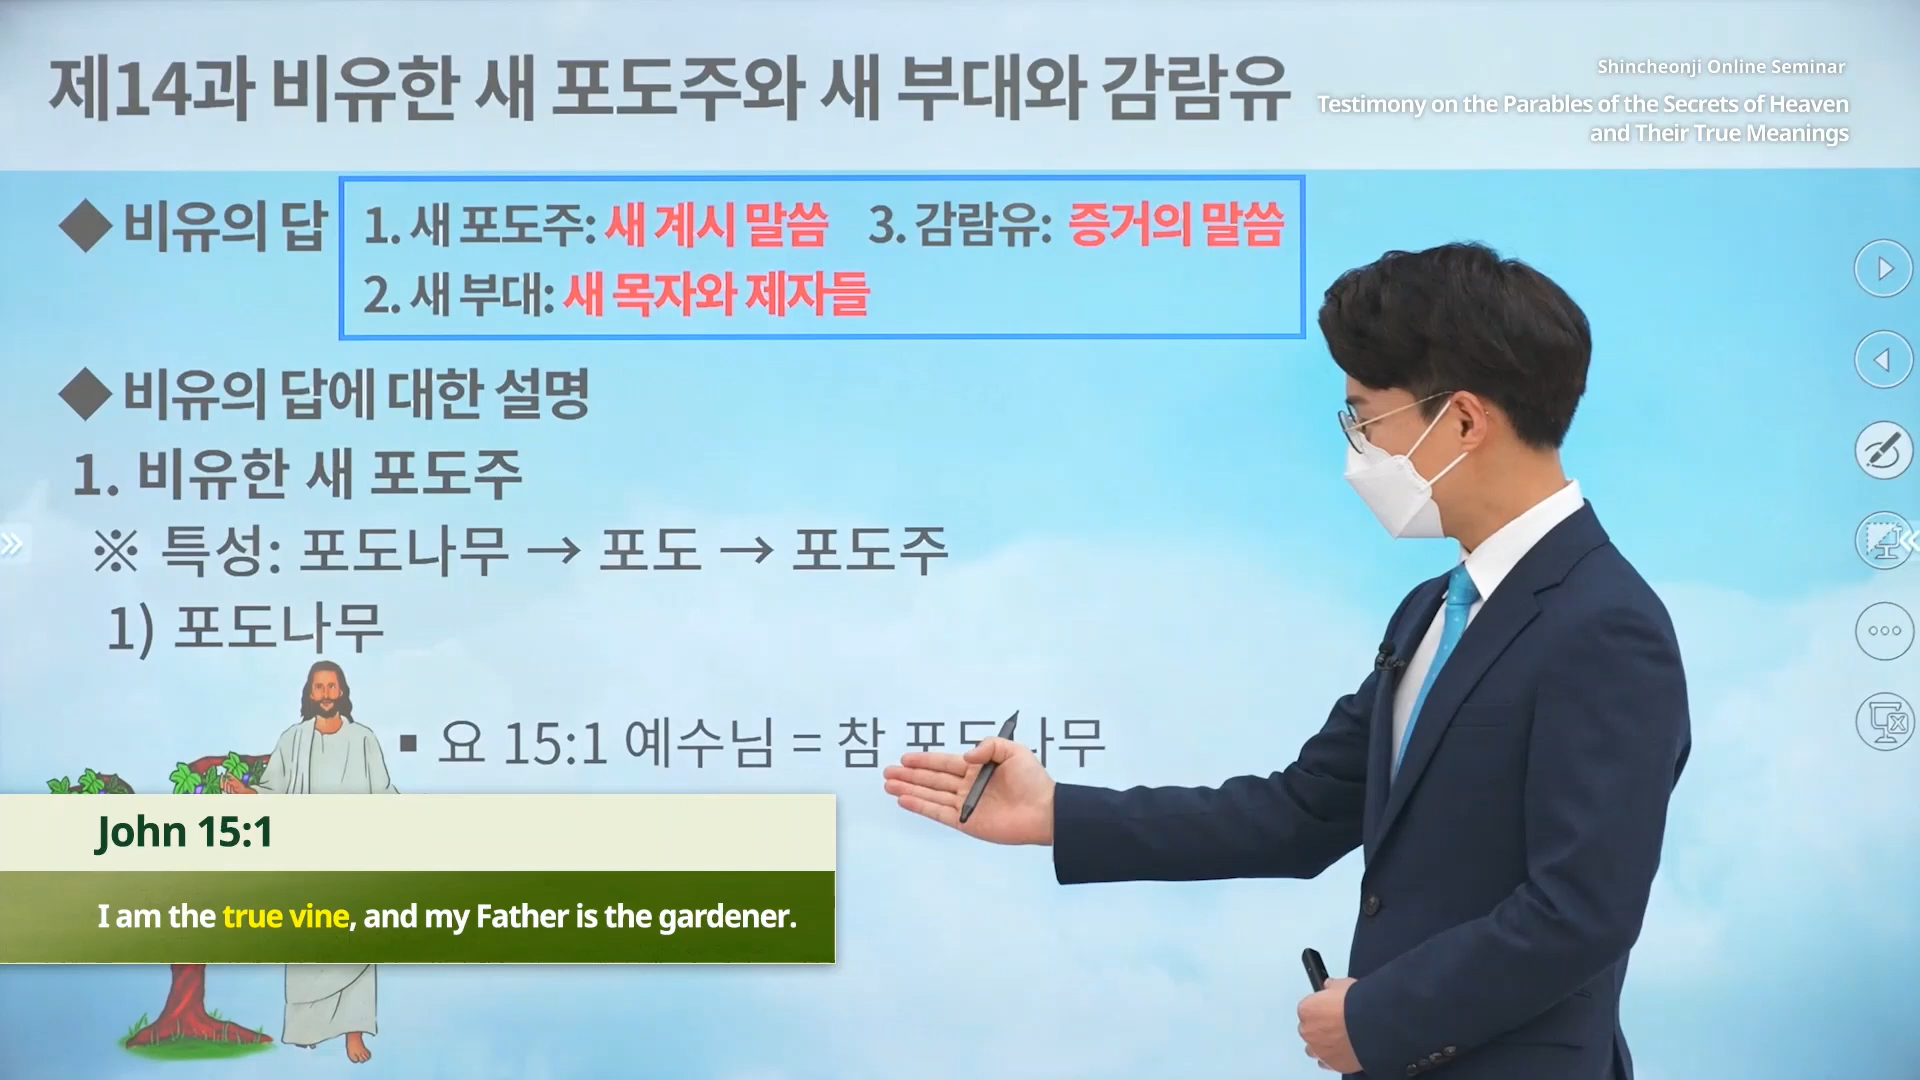 제14과 비유한 새 포도주와 새 부대와 감람유
Shincheonji Online Seminar
Testimony on the Parables of the Secrets of Heaven
and Their True Meanings
◆ 비유의 답
1. 새 포도주: 새 계시 말씀 3. 감람유: 증거의 말씀
2. 새 부대: 새 목자와 제자들
◆ 비유의 답에 대한 설명
1. 비유한 새 포도주
※ 특성: 포도나무 → 포도 → 포도주
1) 포도나무
▪ 요 15:1 예수님 = 참 포도나무
John 15:1
I am the true vine, and my Father is the gardener.